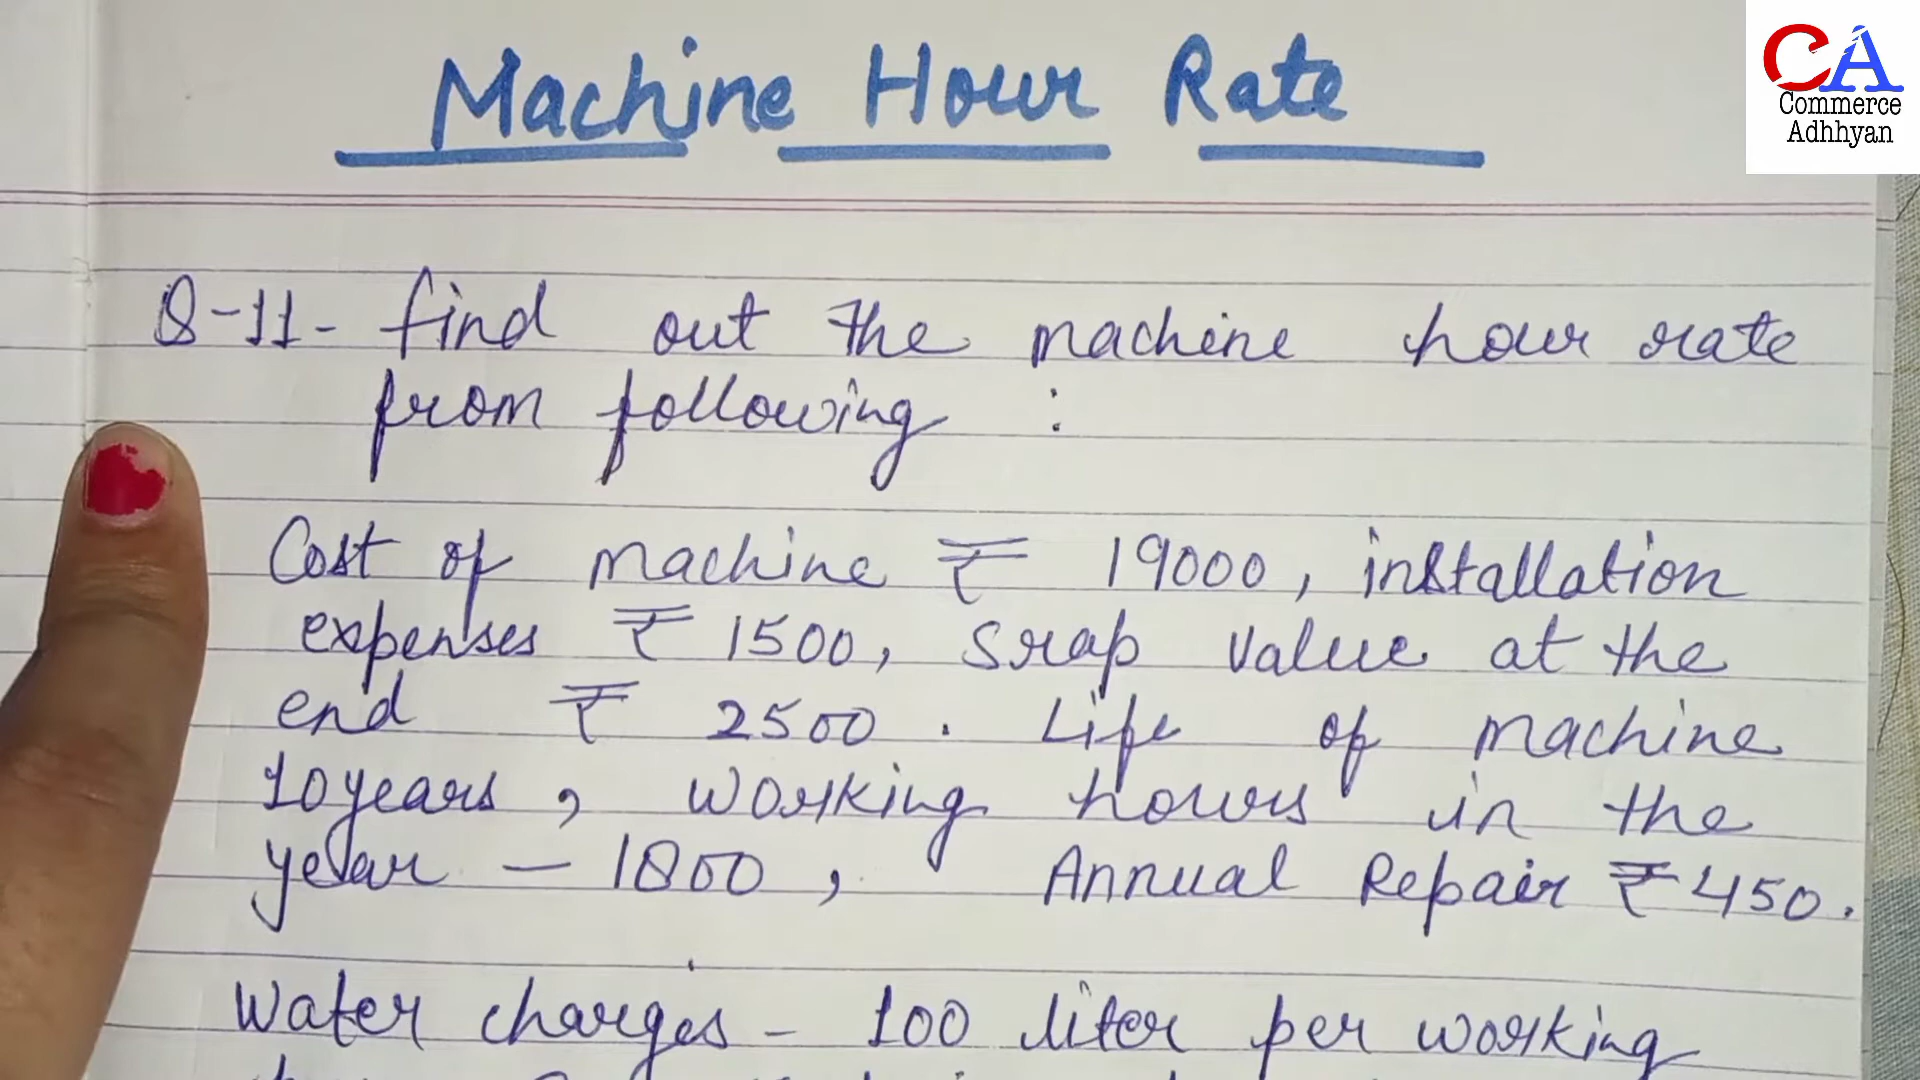 Machine Hour Rate
CA
Commerce
Adhhyan
Q-11- find out the machine hour rate
from following :
Cost of machine ₹ 19000, installation
expenses ₹ 1500, Srap value at the
end ₹ 2500. Life of machine
10 years, working hours in the
year - 1800, Annual Repair ₹ 450.
Water charges - 100 liter per working